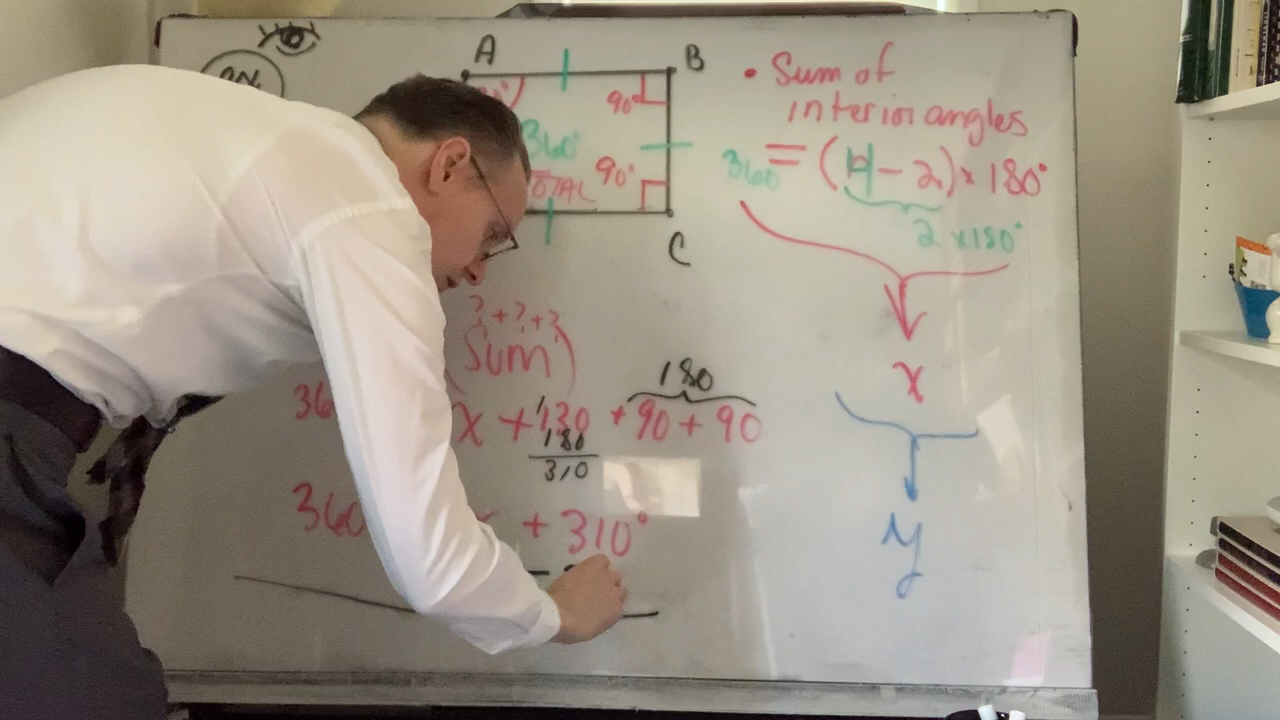 A
B
90°
360°
90°
TOTAL
C
• Sum of
interior angles
360° = (4 - 2) × 180°
2 × 180°
x
y
? + ? + ?
(Sum)
180
x + 130 + 90 + 90
180
310
360
+ 310°